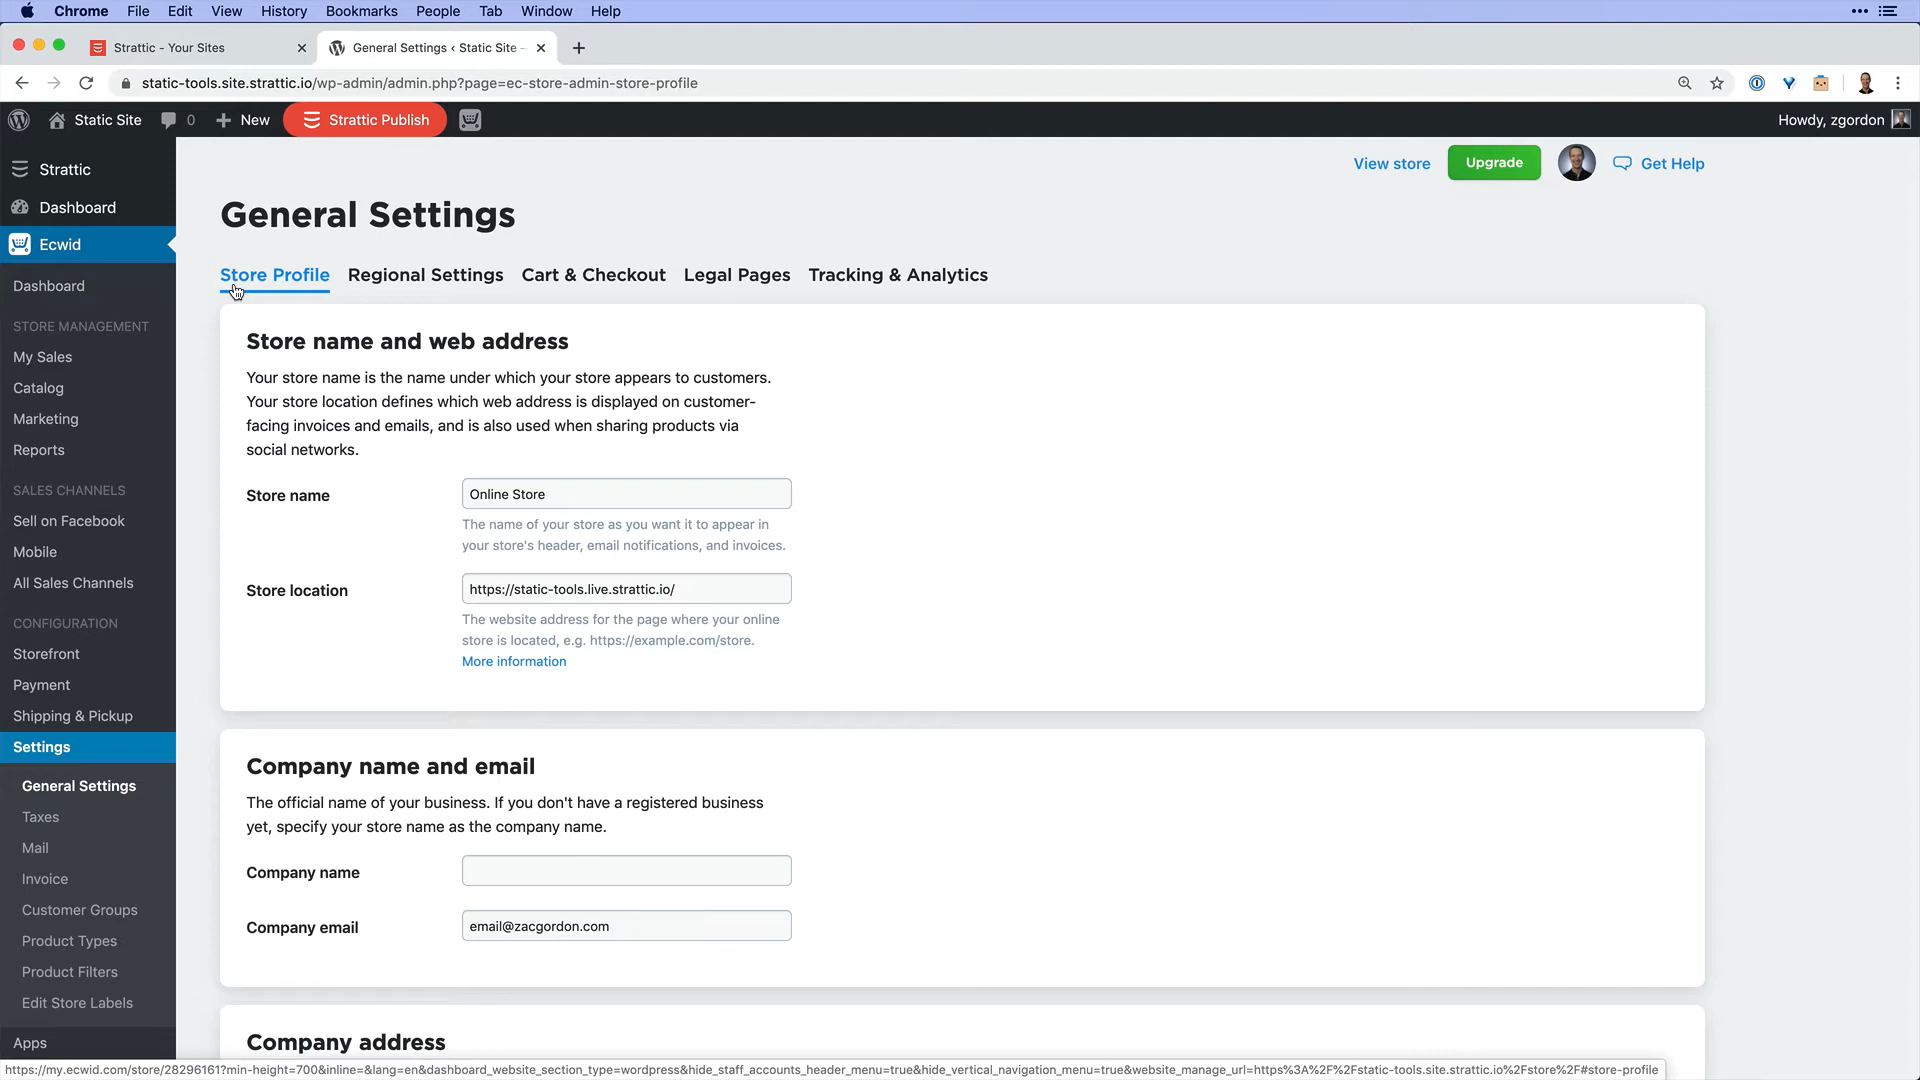 Chrome File Edit View History Bookmarks People Tab Window Help
Strattic - Your Sites
General Settings ‹ Static Site -
static-tools.site.strattic.io/wp-admin/admin.php?page=ec-store-admin-store-profile
Static Site 0 New Strattic Publish Howdy, zgordon
Strattic
Dashboard
Ecwid
Dashboard
STORE MANAGEMENT
My Sales
Catalog
Marketing
Reports
SALES CHANNELS
Sell on Facebook
Mobile
All Sales Channels
CONFIGURATION
Storefront
Payment
Shipping & Pickup
Settings
General Settings
Taxes
Mail
Invoice
Customer Groups
Product Types
Product Filters
Edit Store Labels
Apps
View store Upgrade Get Help
General Settings
Store Profile Regional Settings Cart & Checkout Legal Pages Tracking & Analytics
Store name and web address
Your store name is the name under which your store appears to customers.
Your store location defines which web address is displayed on customer-
facing invoices and emails, and is also used when sharing products via
social networks.
Store name Online Store
The name of your store as you want it to appear in
your store's header, email notifications, and invoices.
Store location https://static-tools.live.strattic.io/
The website address for the page where your online
store is located, e.g. https://example.com/store.
More information
Company name and email
The official name of your business. If you don't have a registered business
yet, specify your store name as the company name.
Company name
Company email email@zacgordon.com
Company address
https://my.ecwid.com/store/28296161?min-height=700&inline=&lang=en&dashboard_website_section_type=wordpress&hide_staff_accounts_header_menu=true&hide_vertical_navigation_menu=true&website_manage_url=https%3A%2F%2Fstatic-tools.site.strattic.io%2Fstore%2F#store-profile